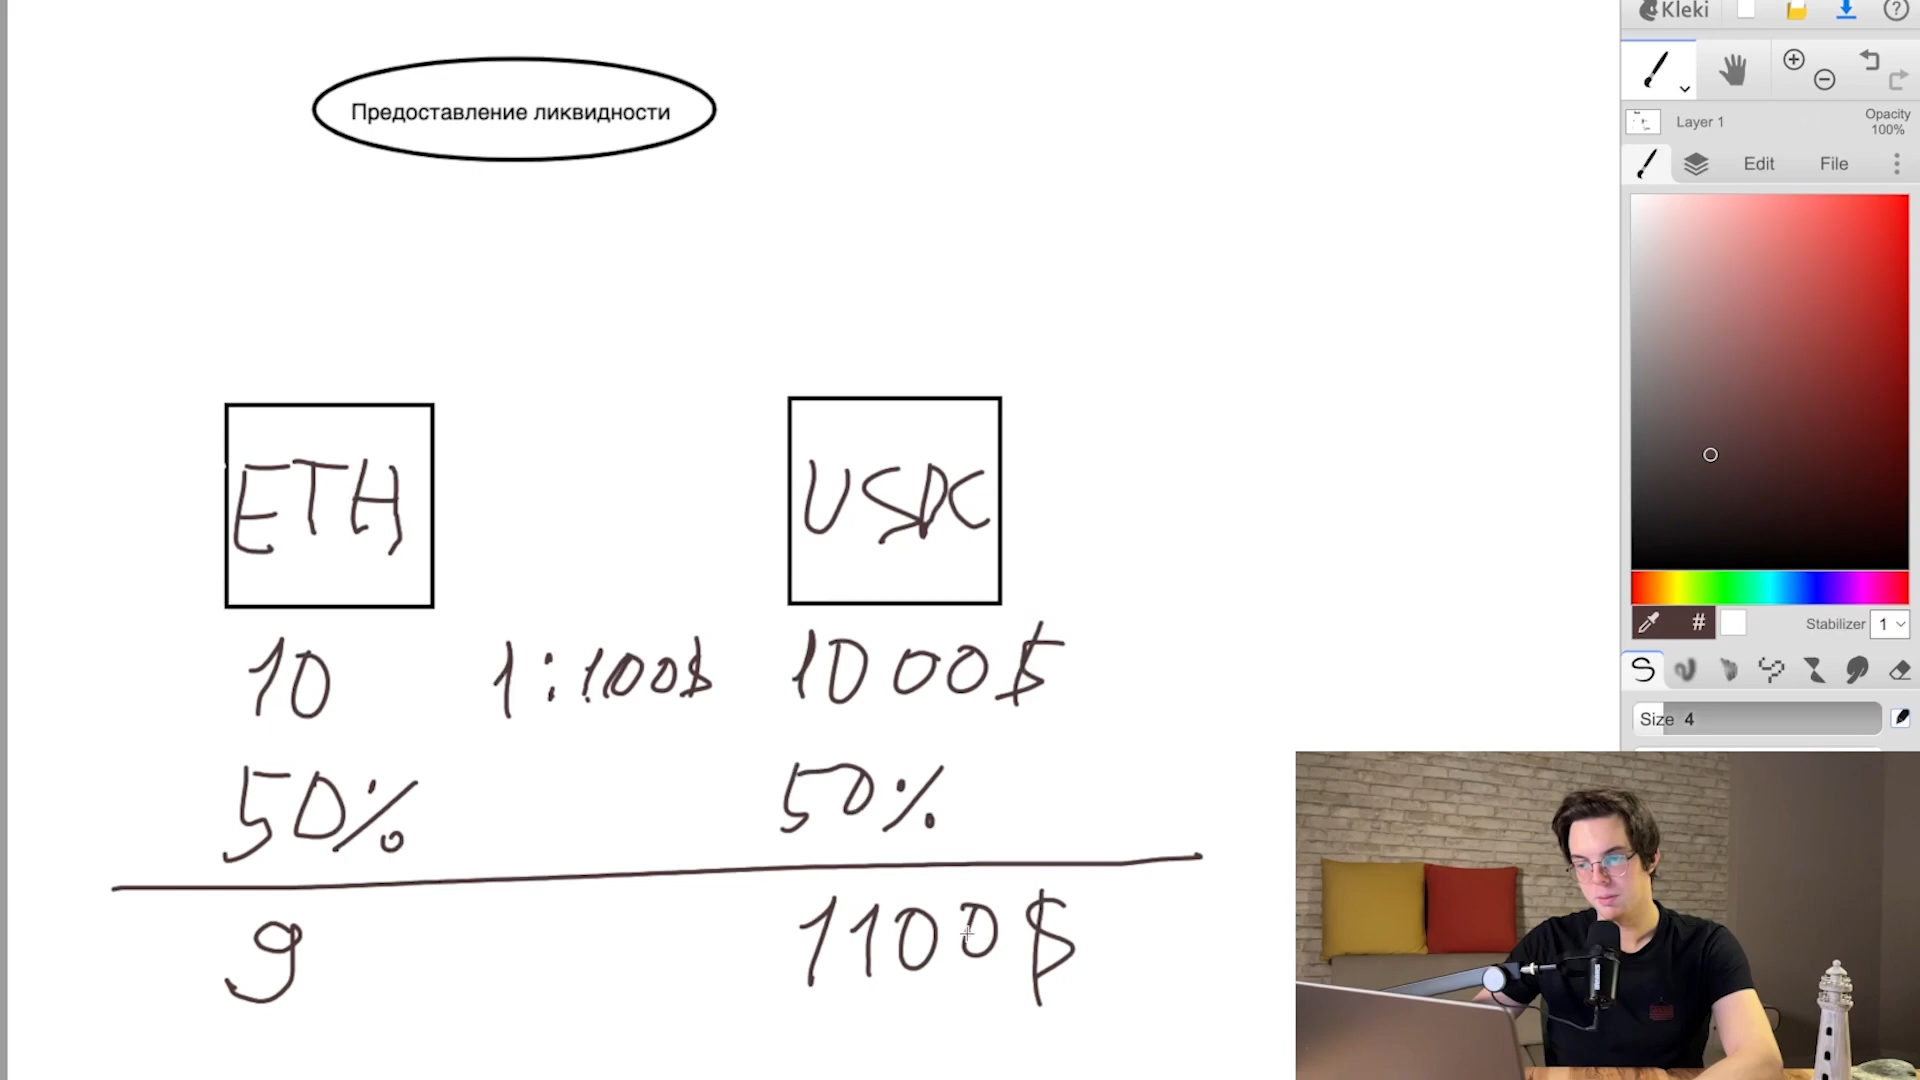 Kleki
?
Предоставление ликвидности
Opacity
Layer 1
100%
Edit File
#
Stabilizer 1
Size 4
ETH USDC
10 1:100$ 1000$
50% 50%
9 1100$